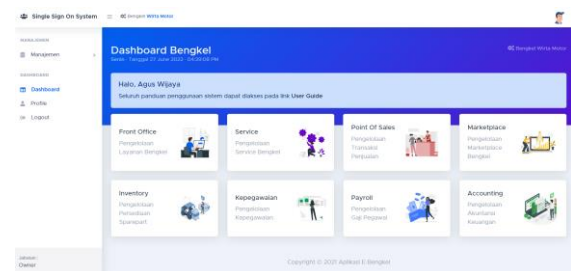 Single Sign On System
Bengkel Wirta Motor
MANAJEMEN
Manajemen
DASHBOARD
Dashboard
Profile
Logout
Dashboard Bengkel
Bengkel Wirta Motor
Halo, Agus Wijaya
Seluruh panduan penggunaan sistem dapat diakses pada link User Guide
Front Office
Pengelolaan
Layanan Bengkel
Service
Pengelolaan
Service Bengkel
Point Of Sales
Pengelolaan
Transaksi
Penjualan
Marketplace
Pengelolaan
Marketplace
Bengkel
Inventory
Pengelolaan
Persediaan
Sparepart
Kepegawaian
Pengelolaan
Kepegawaian
Payroll
Pengelolaan
Gaji Pegawai
Accounting
Pengelolaan
Akuntansi
Keuangan
Jabatan :
Owner
Copyright © 2021 Aplikasi E-Bengkel